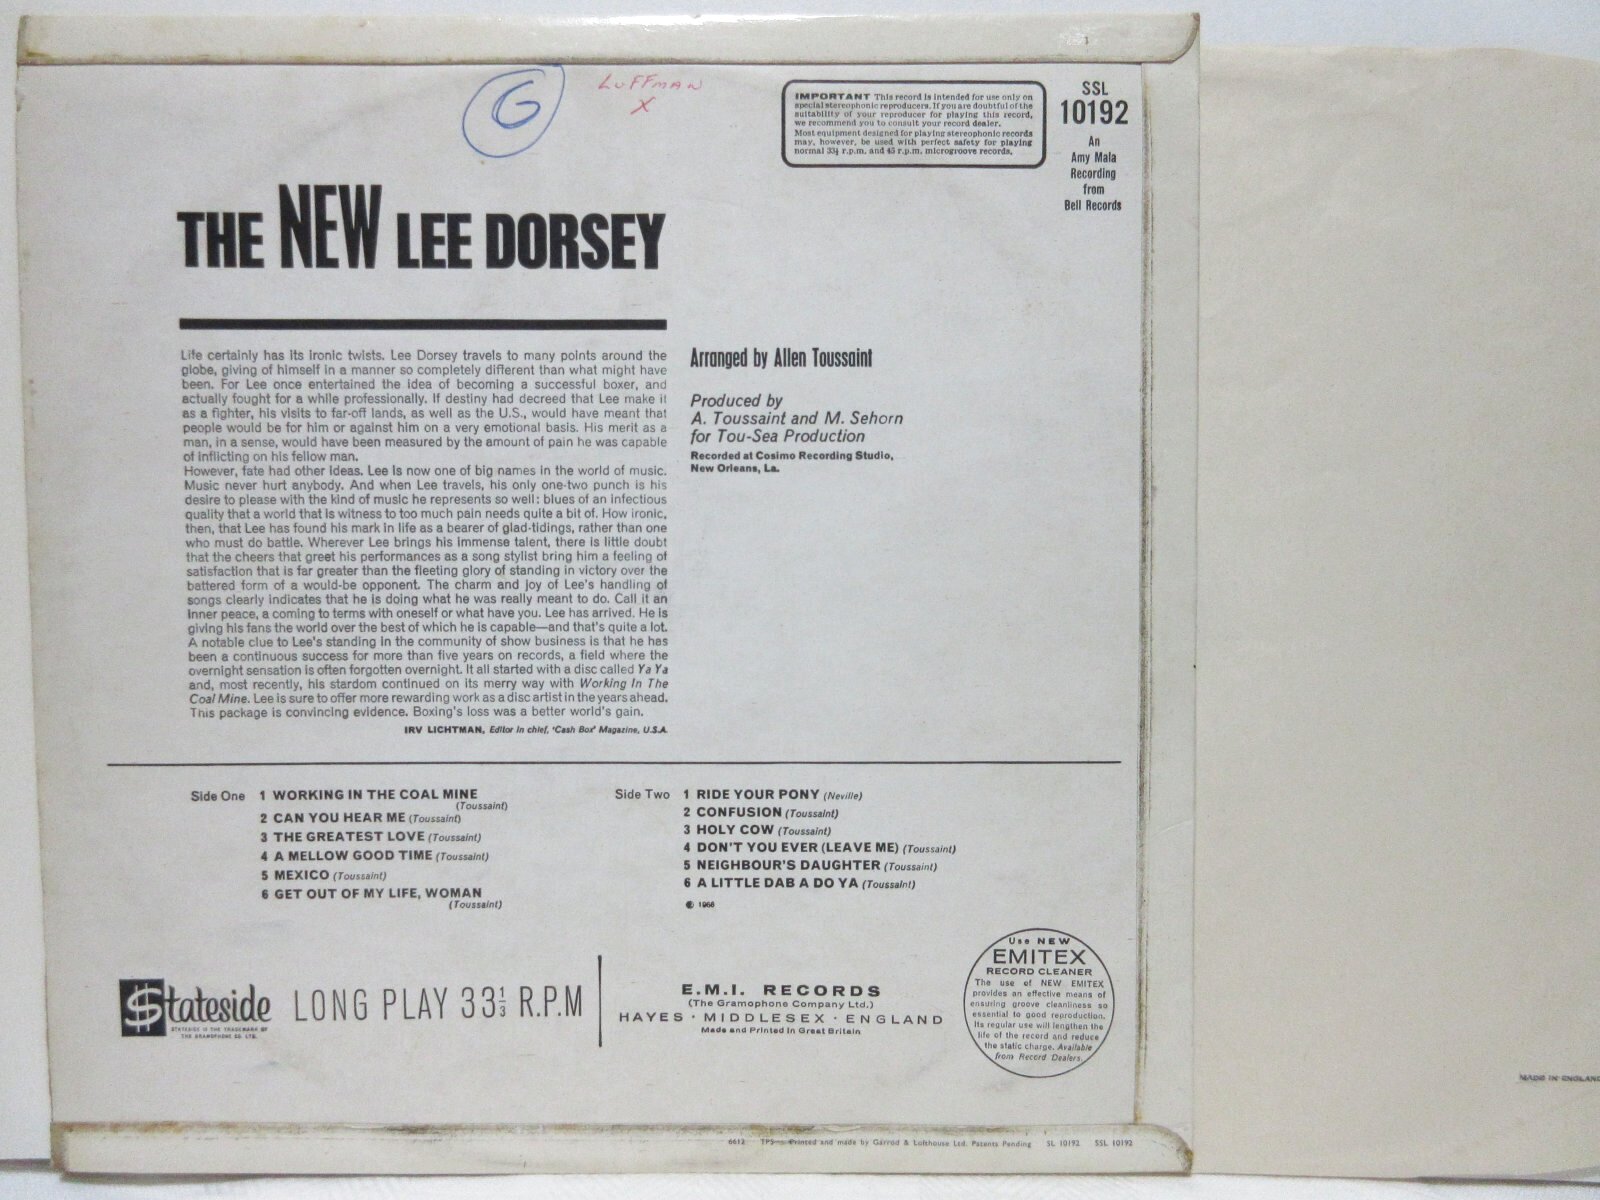 G
LUFFMAN
X
IMPORTANT This record is intended for use only on
special stereophonic reproducers. If you are doubtful of the
suitability of your reproducer for playing this record,
we recommend you to consult your record dealer.
Most equipment designed for playing stereophonic records
may, however, be used with perfect safety for playing
normal 33⅓ r.p.m. and 45 r.p.m. microgroove records.
SSL
10192
An
Amy Mala
Recording
from
Bell Records
THE NEW LEE DORSEY
Life certainly has its ironic twists. Lee Dorsey travels to many points around the
globe, giving of himself in a manner so completely different than what might have
been. For Lee once entertained the idea of becoming a successful boxer, and
actually fought for a while professionally. If destiny had decreed that Lee make it
as a fighter, his visits to far-off lands, as well as the U.S., would have meant that
people would be for him or against him on a very emotional basis. His merit as a
man, in a sense, would have been measured by the amount of pain he was capable
of inflicting on his fellow man.
However, fate had other ideas. Lee is now one of big names in the world of music.
Music never hurt anybody. And when Lee travels, his only one-two punch is his
desire to please with the kind of music he represents so well: blues of an infectious
quality that a world that is witness to too much pain needs quite a bit of. How ironic,
then, that Lee has found his mark in life as a bearer of glad-tidings, rather than one
who must do battle. Wherever Lee brings his immense talent, there is little doubt
that the cheers that greet his performances as a song stylist bring him a feeling of
satisfaction that is far greater than the fleeting glory of standing in victory over the
battered form of a would-be opponent. The charm and joy of Lee's handling of
songs clearly indicates that he is doing what he was really meant to do. Call it an
inner peace, a coming to terms with oneself or what have you. Lee has arrived. He is
giving his fans the world over the best of which he is capable—and that's quite a lot.
A notable clue to Lee's standing in the community of show business is that he has
been a continuous success for more than five years on records, a field where the
overnight sensation is often forgotten overnight. It all started with a disc called Ya Ya
and, most recently, his stardom continued on its merry way with Working In The
Coal Mine. Lee is sure to offer more rewarding work as a disc artist in the years ahead.
This package is convincing evidence. Boxing's loss was a better world's gain.
IRV LICHTMAN, Editor in chief, 'Cash Box' Magazine, U.S.A.
Arranged by Allen Toussaint
Produced by
A. Toussaint and M. Sehorn
for Tou-Sea Production
Recorded at Cosimo Recording Studio,
New Orleans, La.
Side One
1 WORKING IN THE COAL MINE
(Toussaint)
2 CAN YOU HEAR ME (Toussaint)
3 THE GREATEST LOVE (Toussaint)
4 A MELLOW GOOD TIME (Toussaint)
5 MEXICO (Toussaint)
6 GET OUT OF MY LIFE, WOMAN
(Toussaint)
Side Two
1 RIDE YOUR PONY (Neville)
2 CONFUSION (Toussaint)
3 HOLY COW (Toussaint)
4 DON'T YOU EVER (LEAVE ME) (Toussaint)
5 NEIGHBOUR'S DAUGHTER (Toussaint)
6 A LITTLE DAB A DO YA (Toussaint)
℗ 1966
Stateside
STATESIDE IS THE TRADEMARK OF
THE GRAMOPHONE CO. LTD.
LONG PLAY 33⅓ R.P.M
E.M.I. RECORDS
(The Gramophone Company Ltd.)
HAYES · MIDDLESEX · ENGLAND
Made and Printed in Great Britain
Use NEW
EMITEX
RECORD CLEANER
The use of NEW EMITEX
provides an effective means of
ensuring groove cleanliness so
essential to good reproduction.
Its regular use will lengthen the
life of the record and reduce
the static charge. Available
from Record Dealers.
MADE IN ENGLAND
6612 TPS Printed and made by Garrod & Lofthouse Ltd. Patents Pending SL 10192 SSL 10192